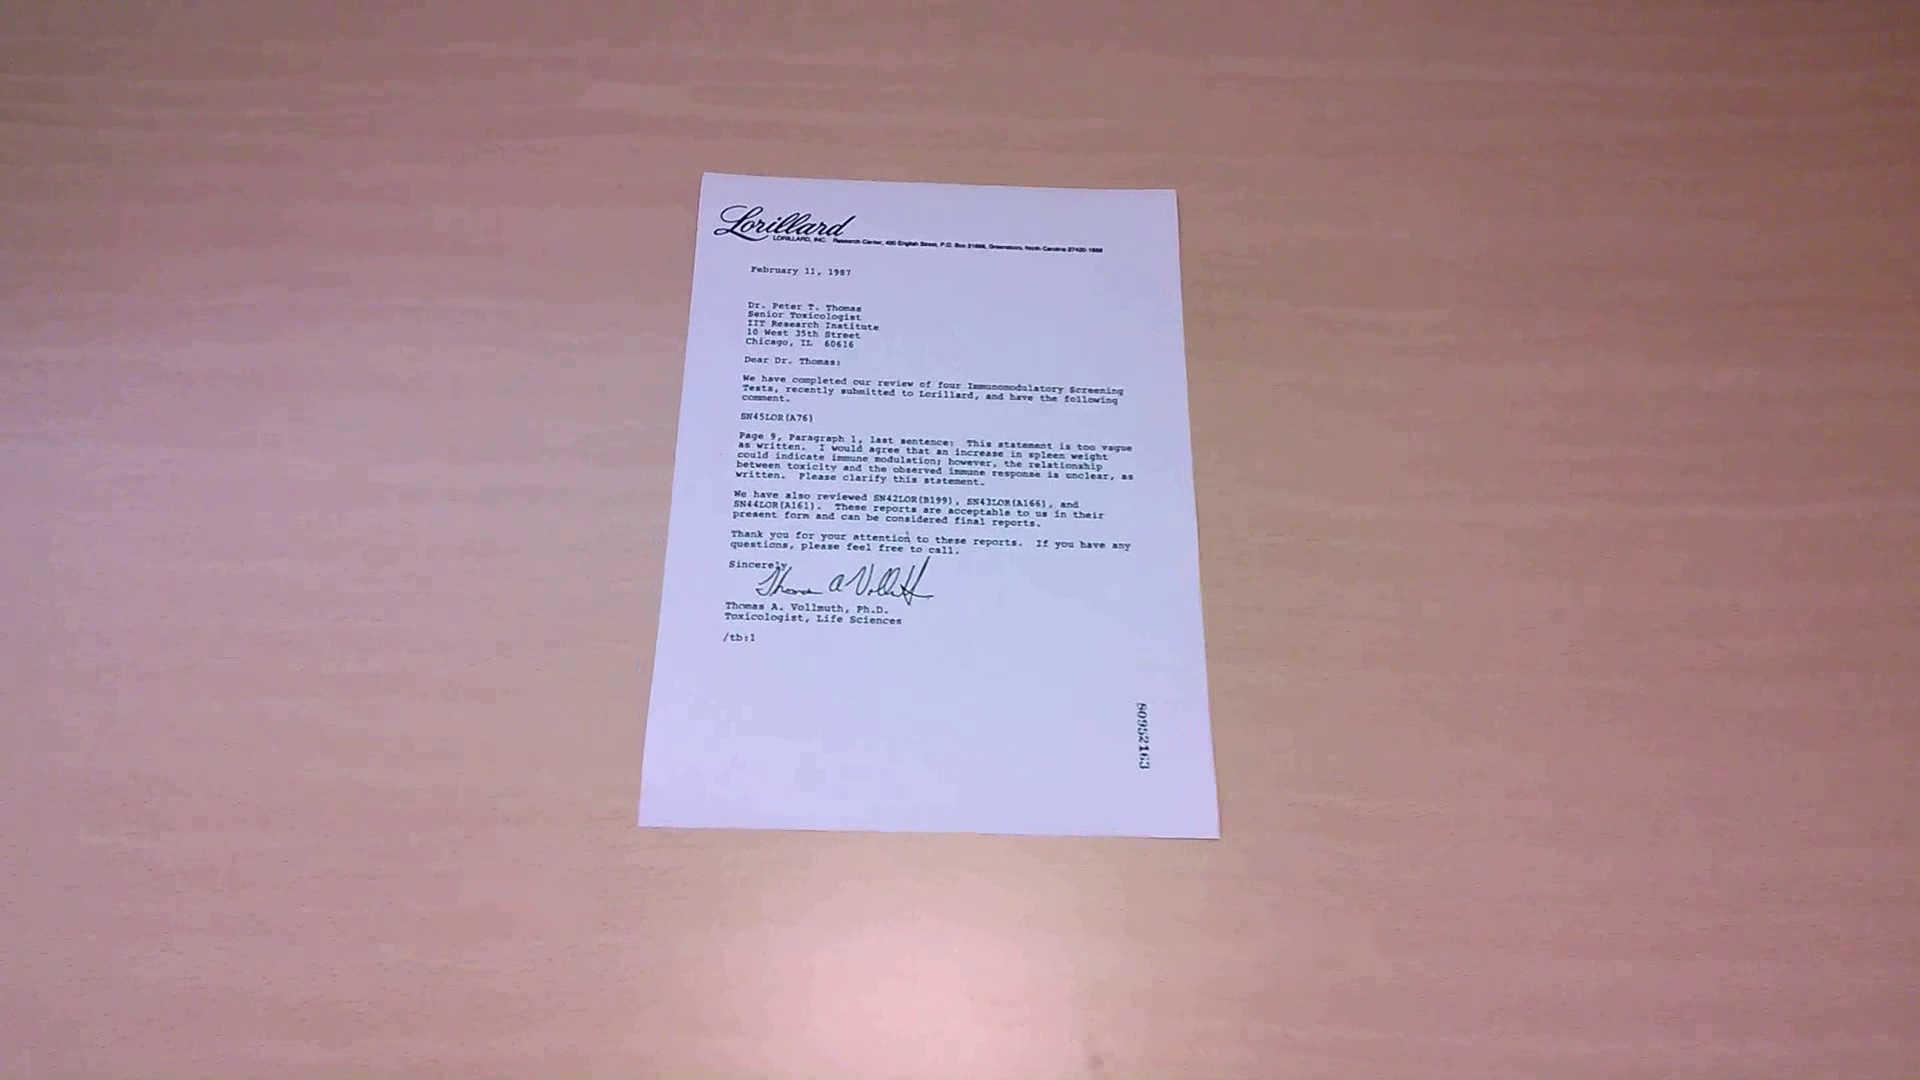 Lorillard
LORILLARD, INC. Research Center, 420 English Street, P.O. Box 21688, Greensboro, North Carolina 27420-1688
February 11, 1987
Dr. Peter T. Thomas
Senior Toxicologist
IIT Research Institute
10 West 35th Street
Chicago, IL 60616
Dear Dr. Thomas:
We have completed our review of four Immunomodulatory Screening
Tests, recently submitted to Lorillard, and have the following
comment.
SN45LOR(A76)
Page 9, Paragraph 1, last sentence: This statement is too vague
as written. I would agree that an increase in spleen weight
could indicate immune modulation; however, the relationship
between toxicity and the observed immune response is unclear, as
written. Please clarify this statement.
We have also reviewed SN42LOR(B199), SN43LOR(A166), and
SN44LOR(A161). These reports are acceptable to us in their
present form and can be considered final reports.
Thank you for your attention to these reports. If you have any
questions, please feel free to call.
Sincerely,
Thomas A Vollmuth
Thomas A. Vollmuth, Ph.D.
Toxicologist, Life Sciences
/tb:1
80952163